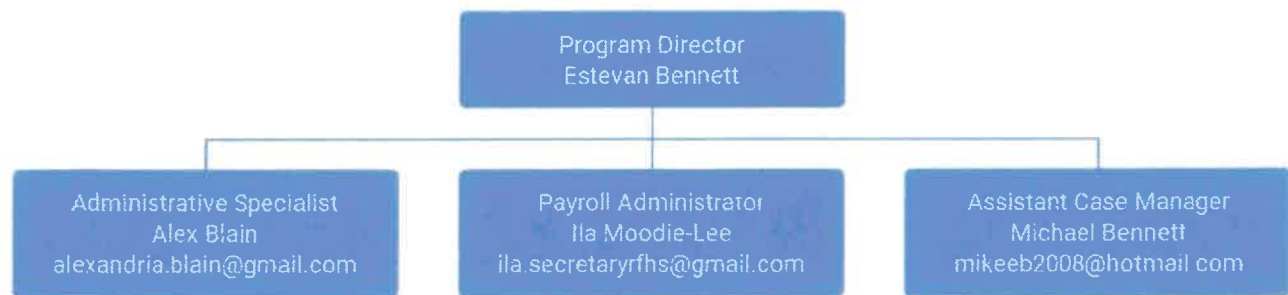 Program Director
Estevan Bennett
Administrative Specialist
Alex Blain
alexandria.blain@gmail.com
Payroll Administrator
Ila Moodie-Lee
ila.secretaryrfhs@gmail.com
Assistant Case Manager
Michael Bennett
mikeeb2008@hotmail.com